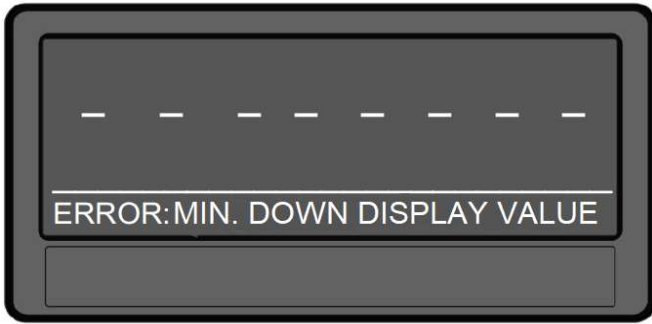 – – – – – – – –
ERROR:MIN. DOWN DISPLAY VALUE